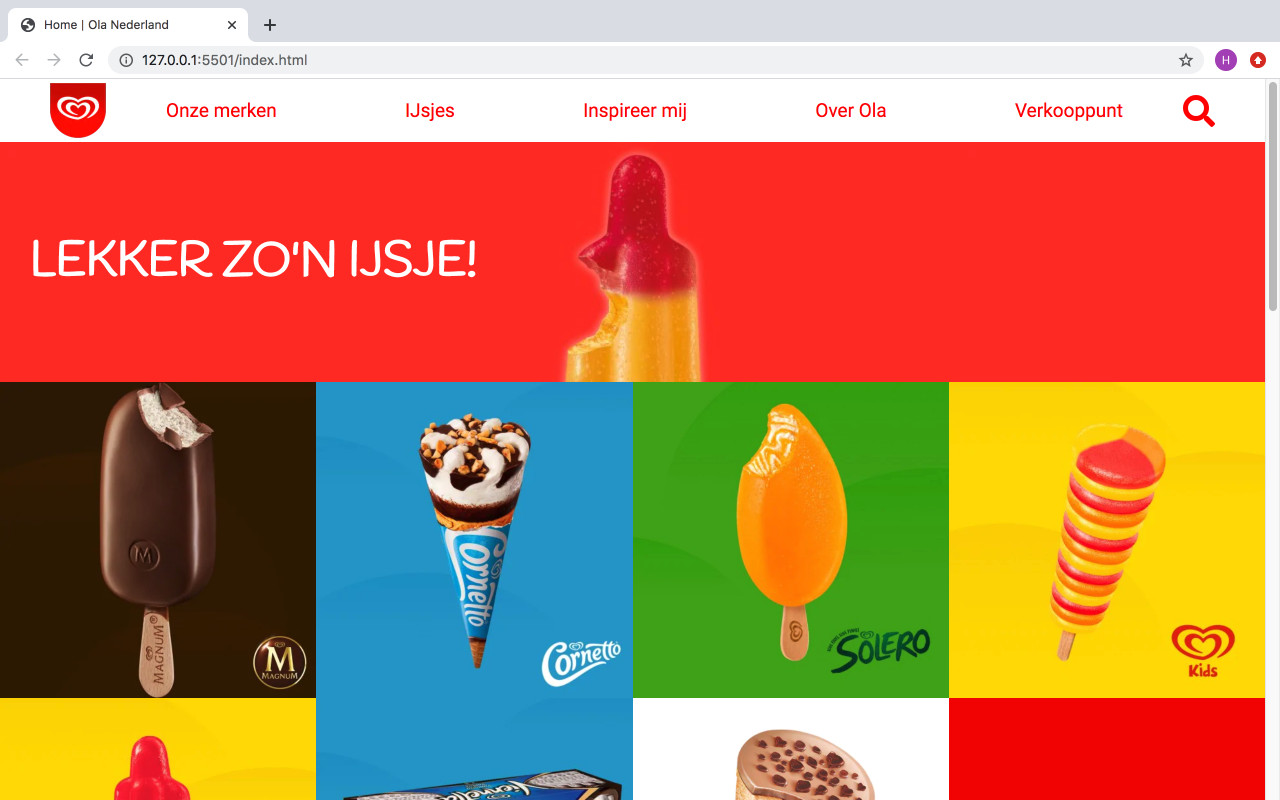 Home | Ola Nederland
127.0.0.1:5501/index.html
H
Onze merken
IJsjes
Inspireer mij
Over Ola
Verkooppunt
LEKKER ZO'N IJSJE!
M
MAGNUM
M
MAGNUM
Cornetto
Cornetto
SOLERO
Kids
Viennetta